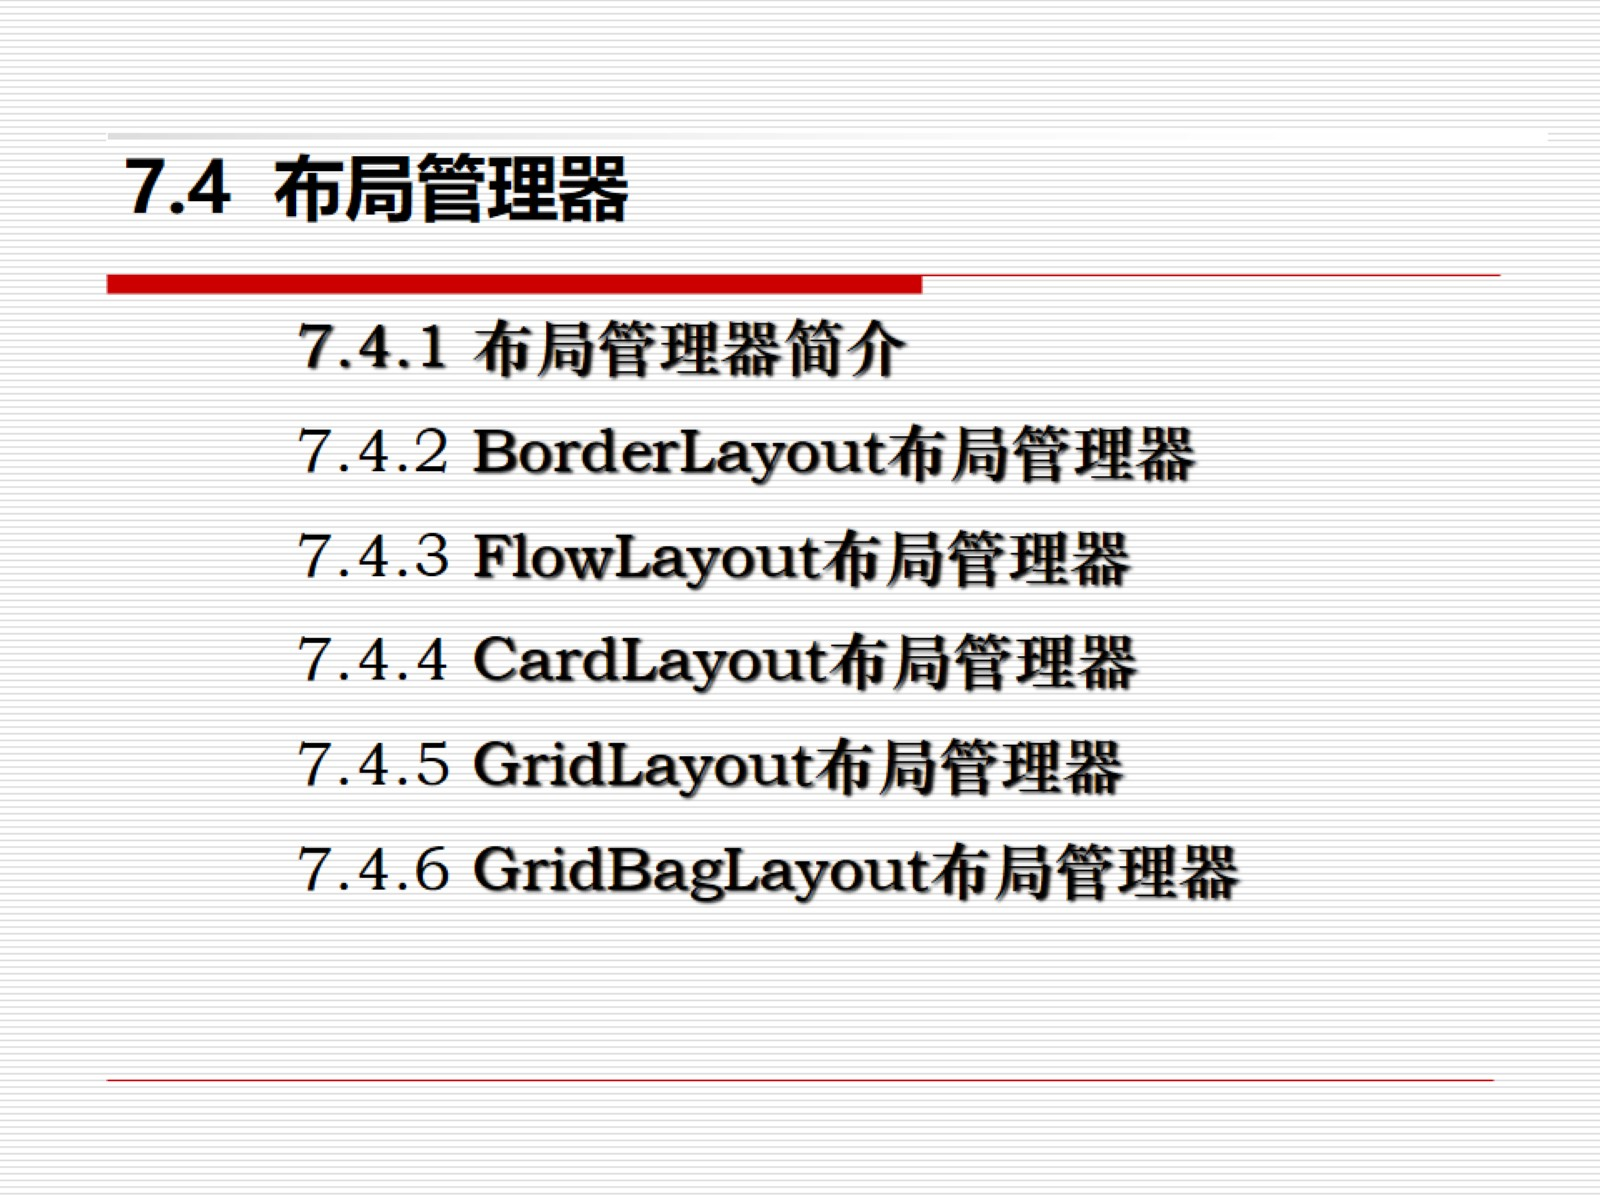 7.4 布局管理器
7.4.1 布局管理器简介
7.4.2 BorderLayout布局管理器
7.4.3 FlowLayout布局管理器
7.4.4 CardLayout布局管理器
7.4.5 GridLayout布局管理器
7.4.6 GridBagLayout布局管理器